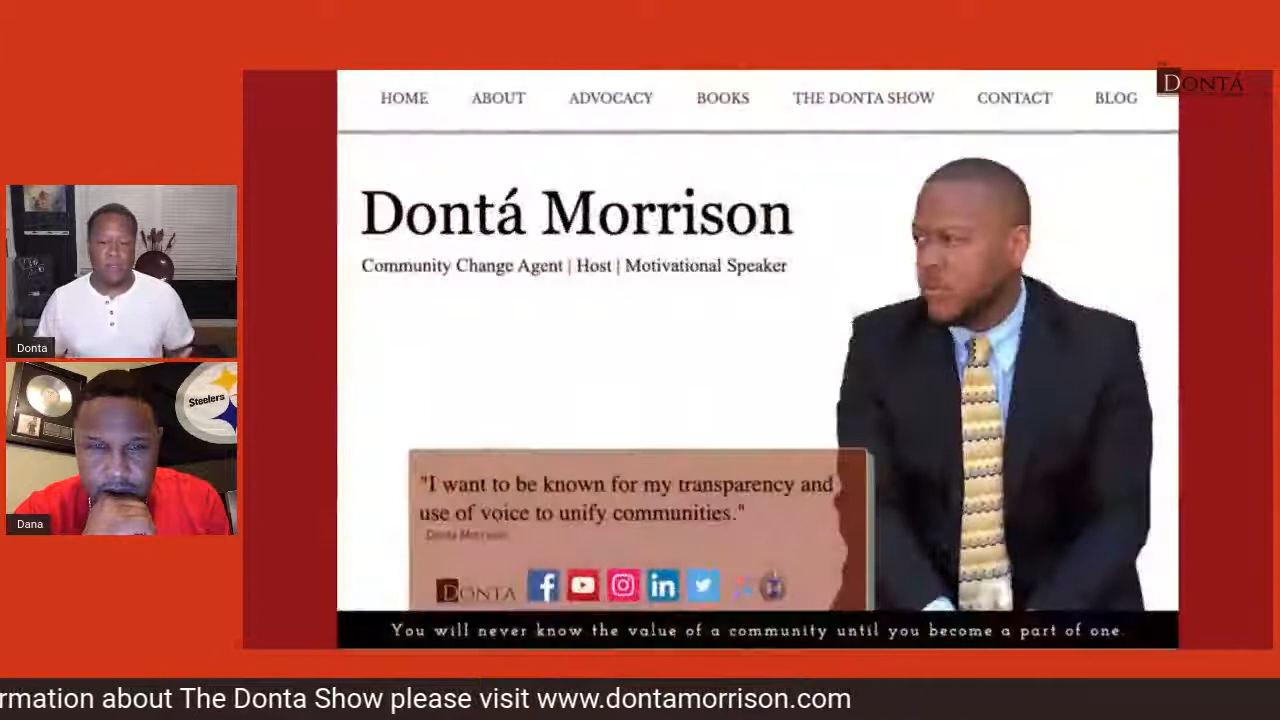 HOME ABOUT ADVOCACY BOOKS THE DONTA SHOW CONTACT BLOG
DONTÁ
Dontá Morrison
Community Change Agent | Host | Motivational Speaker
Donta
Steelers
Dana
"I want to be known for my transparency and
use of voice to unify communities."
Donta Morrison
DONTA
You will never know the value of a community until you become a part of one.
rmation about The Donta Show please visit www.dontamorrison.com